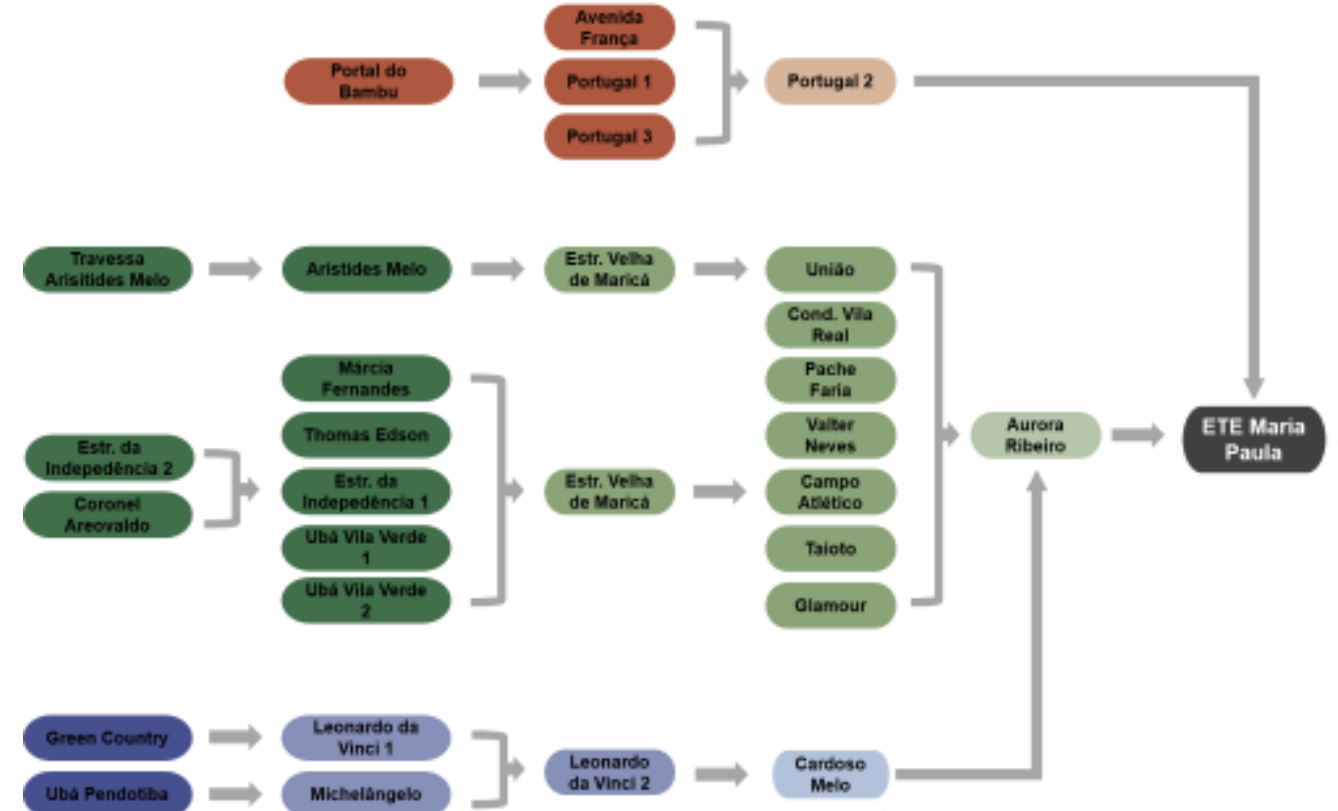 Avenida
França
Portal do
Bambu
Portugal 1
Portugal 2
Portugal 3
Travessa
Arisitides Melo
Aristides Melo
Estr. Velha
de Maricá
União
Cond. Vila
Real
Márcia
Fernandes
Pache
Faria
Thomas Edson
Valter
Neves
Aurora
Ribeiro
ETE Maria
Paula
Estr. da
Indepedência 2
Coronel
Areovaldo
Estr. da
Indepedência 1
Estr. Velha
de Maricá
Campo
Atlético
Ubá Vila Verde
1
Taioto
Ubá Vila Verde
2
Glamour
Green Country
Leonardo da
Vinci 1
Leonardo
da Vinci 2
Cardoso
Melo
Ubá Pendotiba
Michelângelo